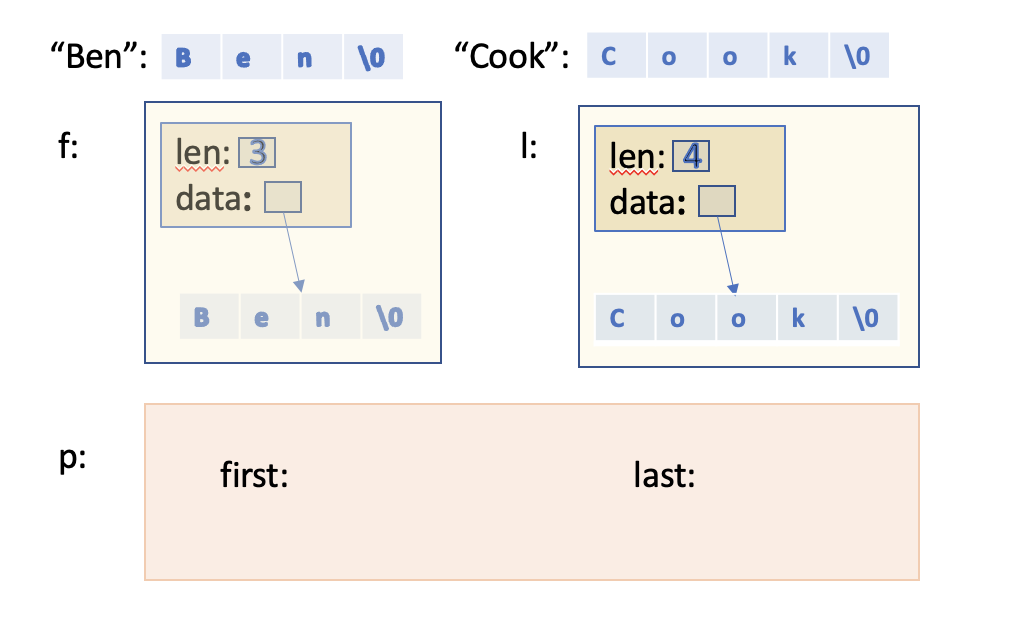 “Ben”: B e n \0 “Cook”: C o o k \0
f: l:
len: 3 len: 4
data: data:
B e n \0 C o o k \0
p:
first: last: